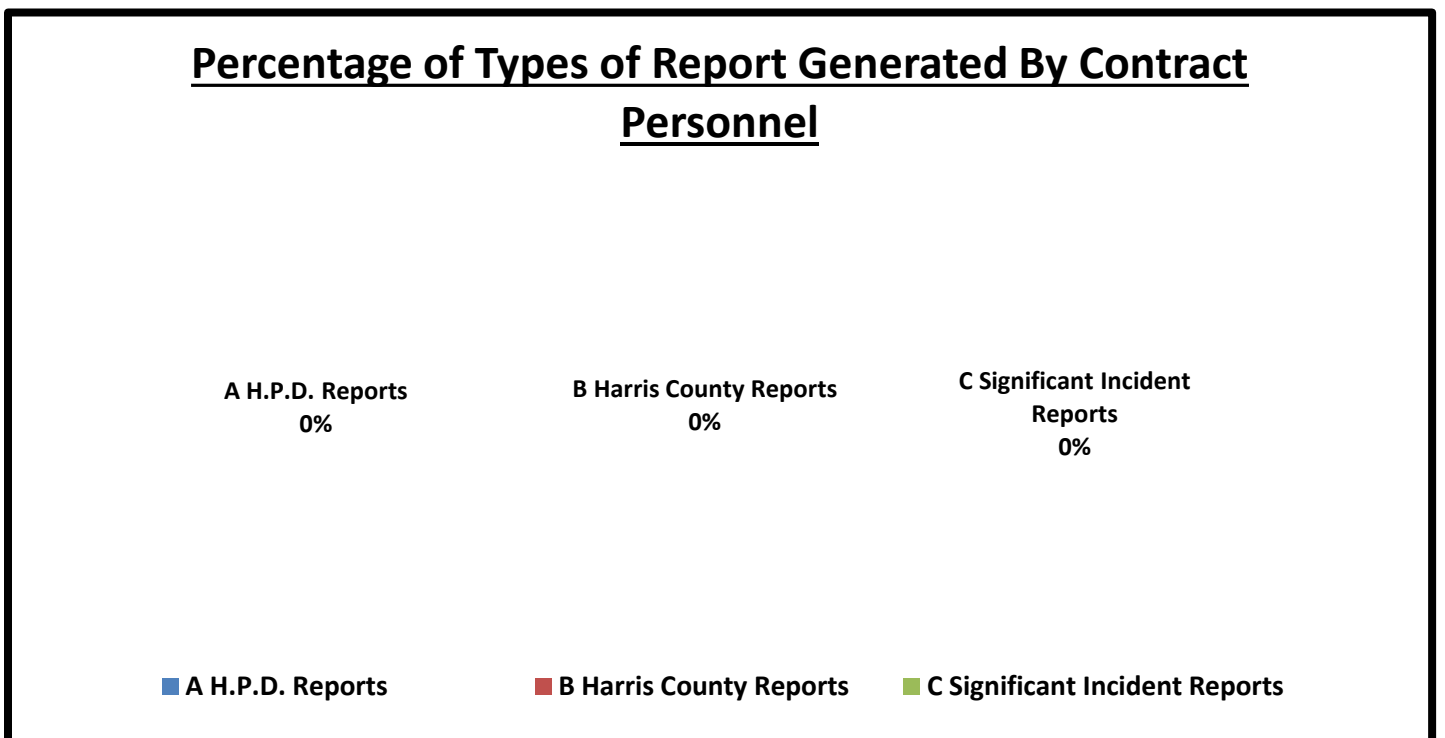 Percentage of Types of Report Generated By Contract
Personnel
A H.P.D. Reports
0%
B Harris County Reports
0%
C Significant Incident
Reports
0%
A H.P.D. Reports
B Harris County Reports
C Significant Incident Reports